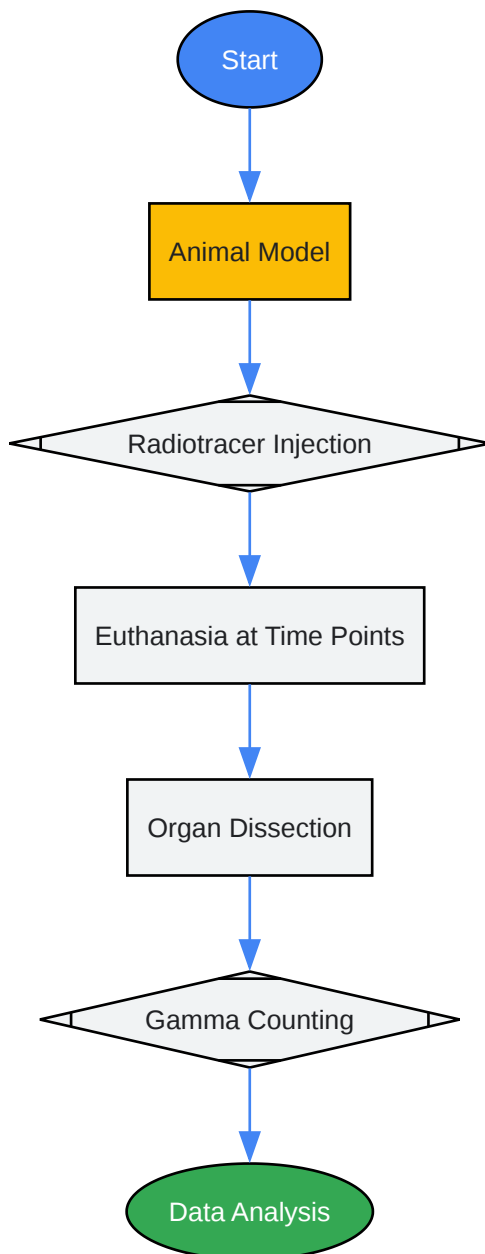 Start
Animal Model
Radiotracer Injection
Euthanasia at Time Points
Organ Dissection
Gamma Counting
Data Analysis